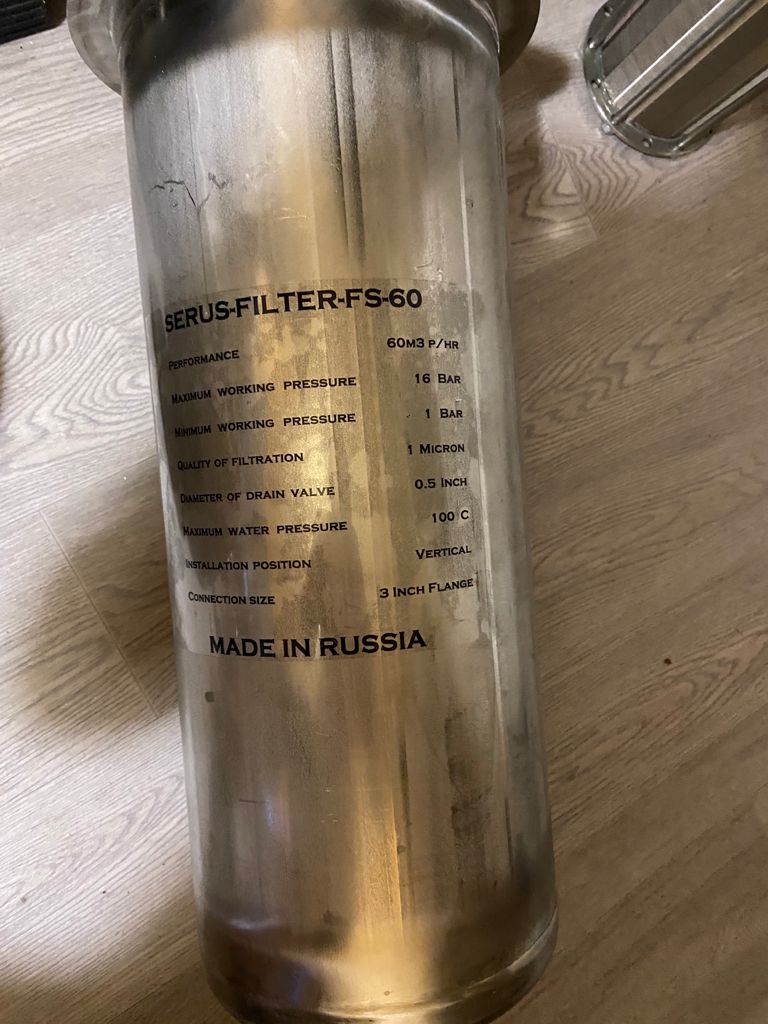 SERUS-FILTER-FS-60
PERFORMANCE 60M3 P/HR
MAXIMUM WORKING PRESSURE 16 BAR
MINIMUM WORKING PRESSURE 1 BAR
QUALITY OF FILTRATION 1 MICRON
DIAMETER OF DRAIN VALVE 0.5 INCH
MAXIMUM WATER PRESSURE 100 C
INSTALLATION POSITION VERTICAL
CONNECTION SIZE 3 INCH FLANGE
MADE IN RUSSIA